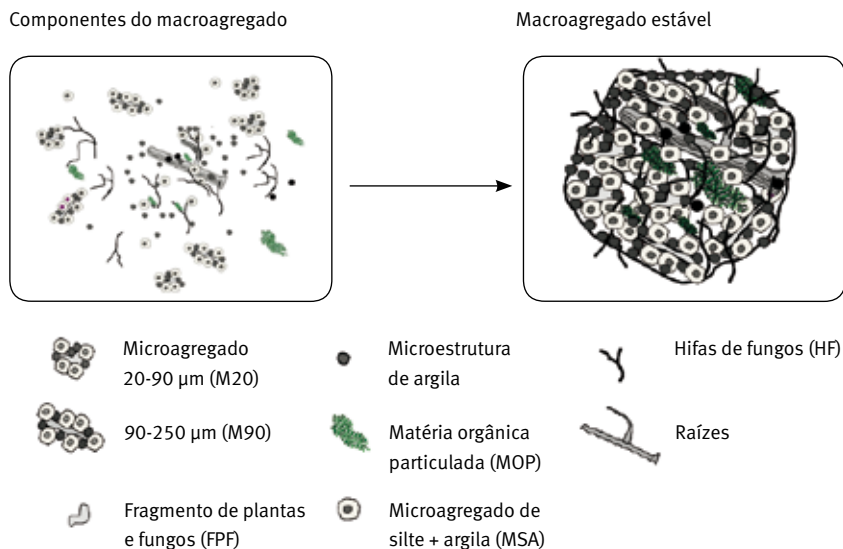 Componentes do macroagregado
Macroagregado estável
Microagregado
20-90 µm (M20)
Microestrutura
de argila
Hifas de fungos (HF)
90-250 µm (M90)
Matéria orgânica
particulada (MOP)
Raízes
Fragmento de plantas
e fungos (FPF)
Microagregado de
silte + argila (MSA)